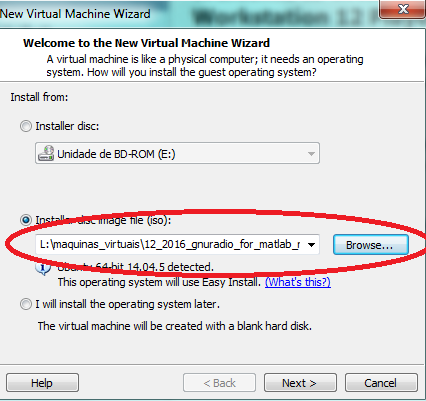 New Virtual Machine Wizard
Workstation 12
Welcome to the New Virtual Machine Wizard
A virtual machine is like a physical computer; it needs an operating
system. How will you install the guest operating system?
Install from:
Installer disc:
Unidade de BD-ROM (E:)
Installer disc image file (iso):
L:\maquinas_virtuais\12_2016_gnuradio_for_matlab_r
Browse...
Ubuntu 64-bit 14.04.5 detected.
This operating system will use Easy Install. (What's this?)
I will install the operating system later.
The virtual machine will be created with a blank hard disk.
Help
< Back
Next >
Cancel